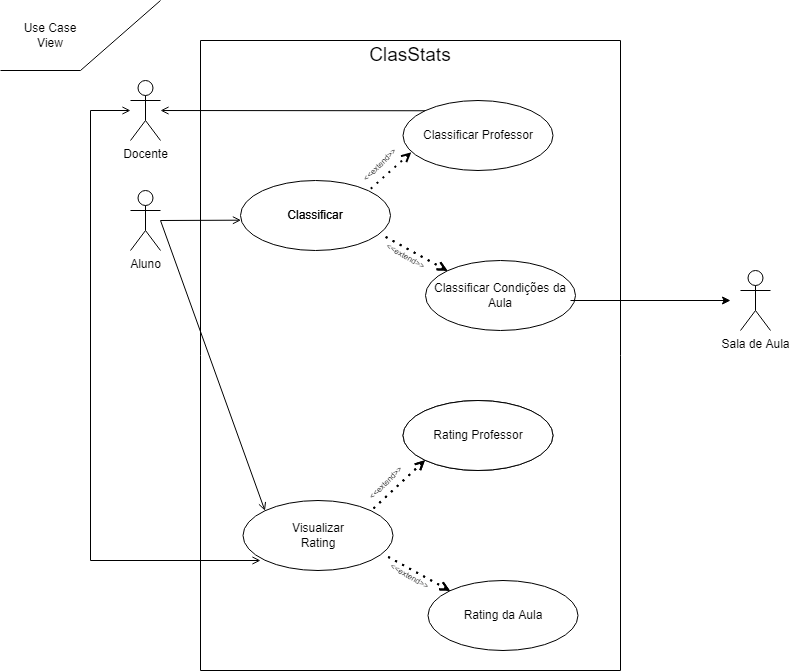 Use Case
View
ClasStats
Docente
Classificar Professor
<<extend>>
Classificar
Aluno
<<extend>>
Classificar Condições da
Aula
Sala de Aula
Rating Professor
<<extend>>
Visualizar
Rating
<<extend>>
Rating da Aula